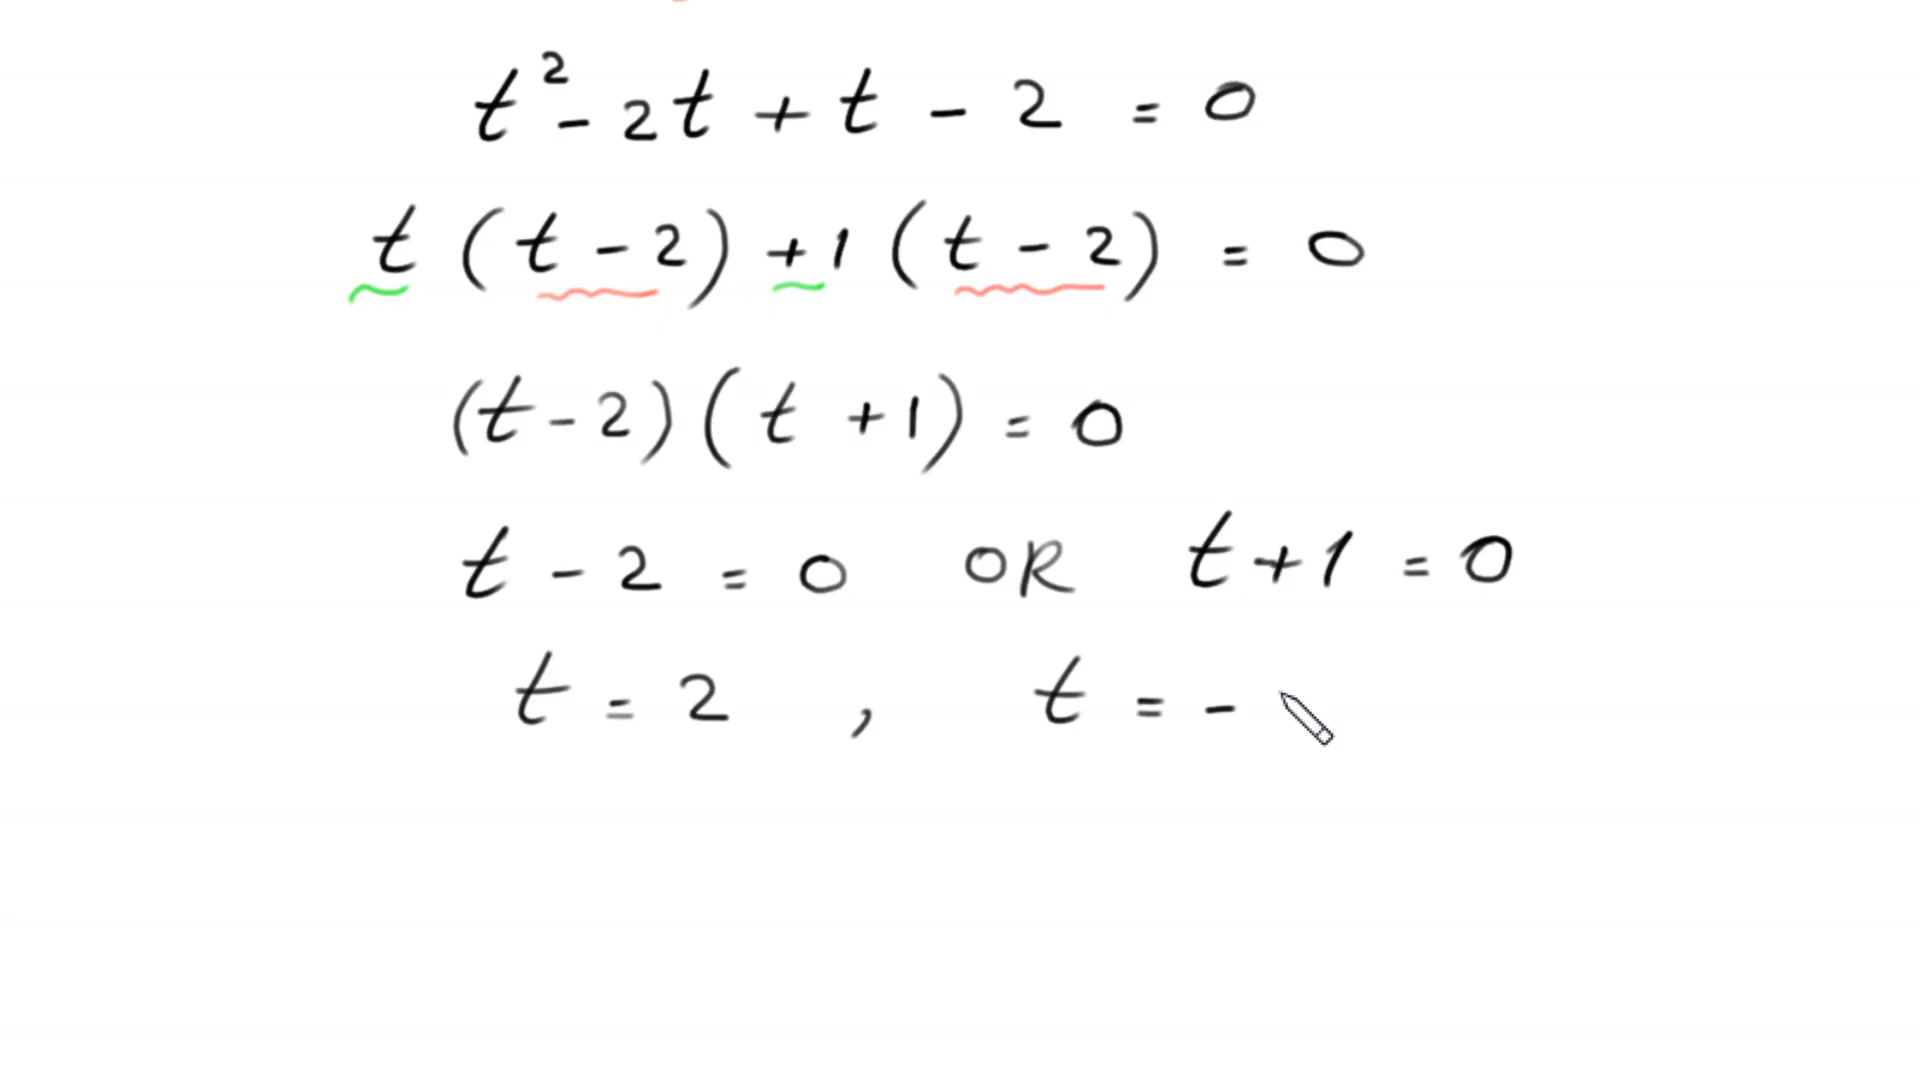 t² - 2t + t - 2 = 0
t (t - 2) + 1 (t - 2) = 0
(t - 2) (t + 1) = 0
t - 2 = 0 OR t + 1 = 0
t = 2 , t = -